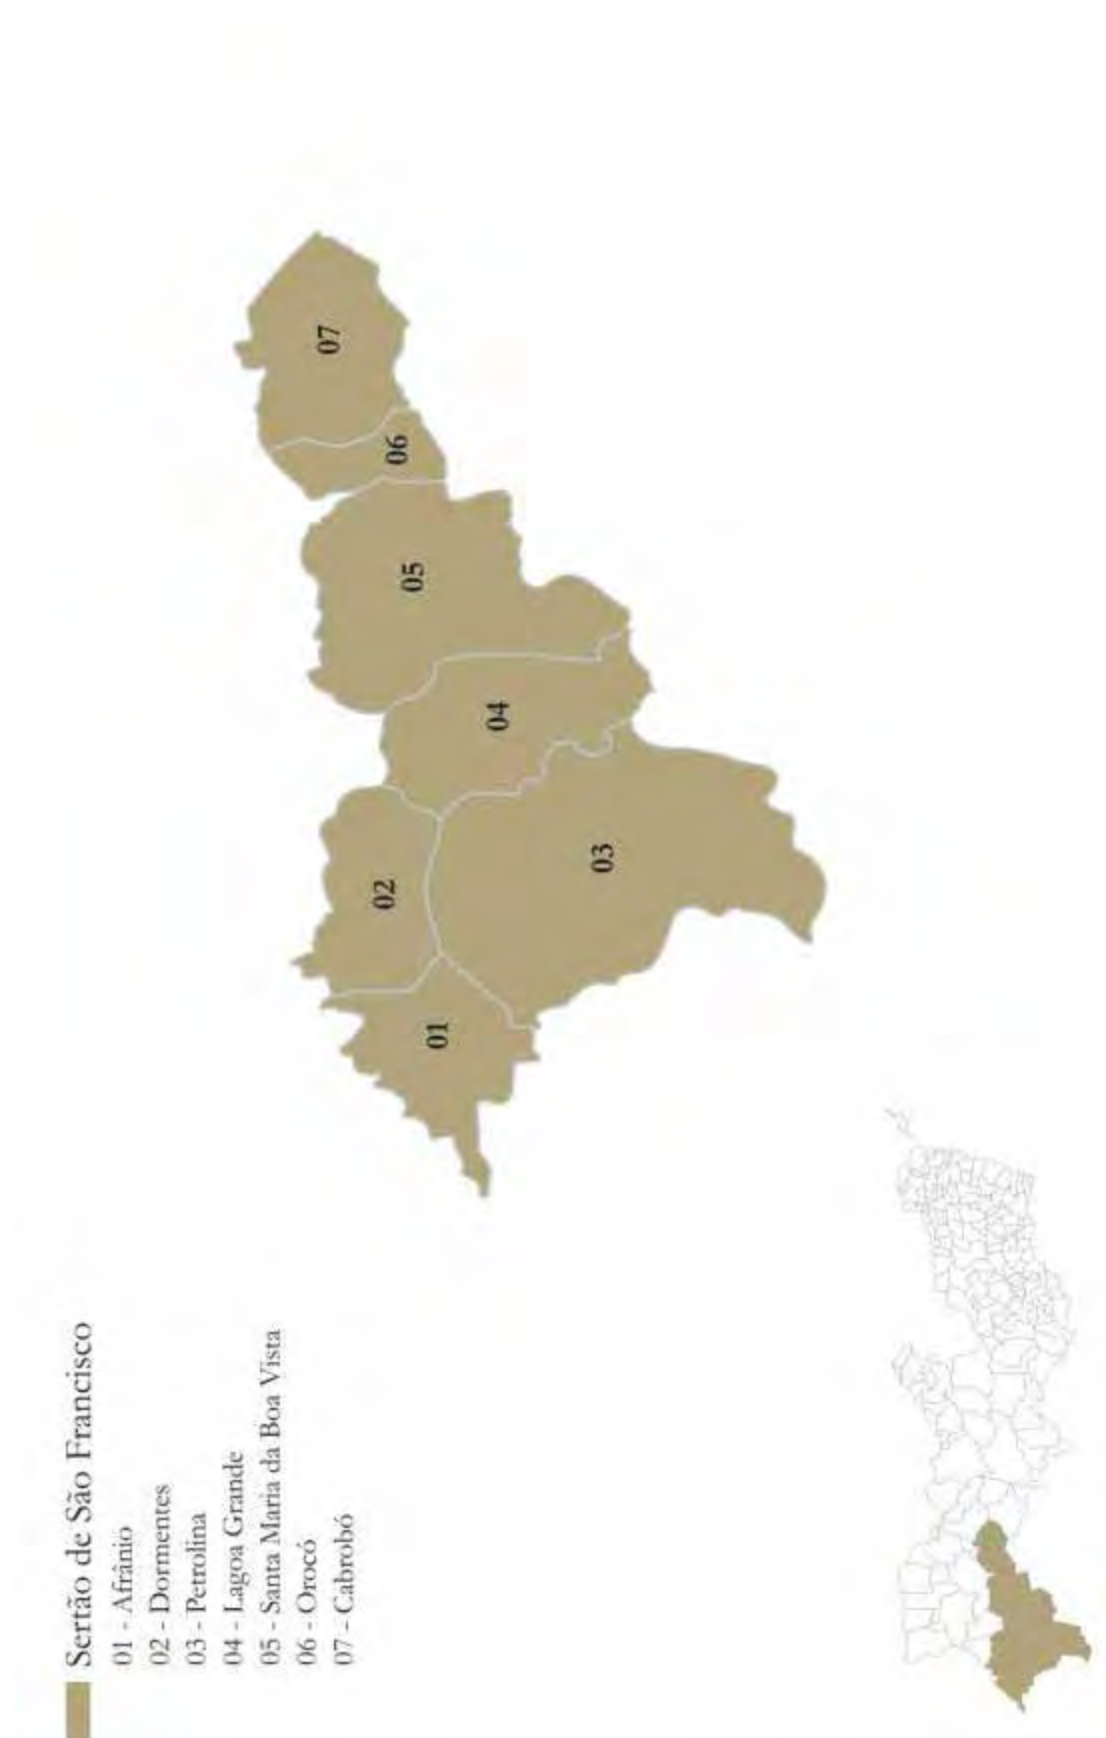 Sertão de São Francisco
01 - Afrânio
02 - Dormentes
03 - Petrolina
04 - Lagoa Grande
05 - Santa Maria da Boa Vista
06 - Orocó
07 - Cabrobó
01
02
03
04
05
06
07